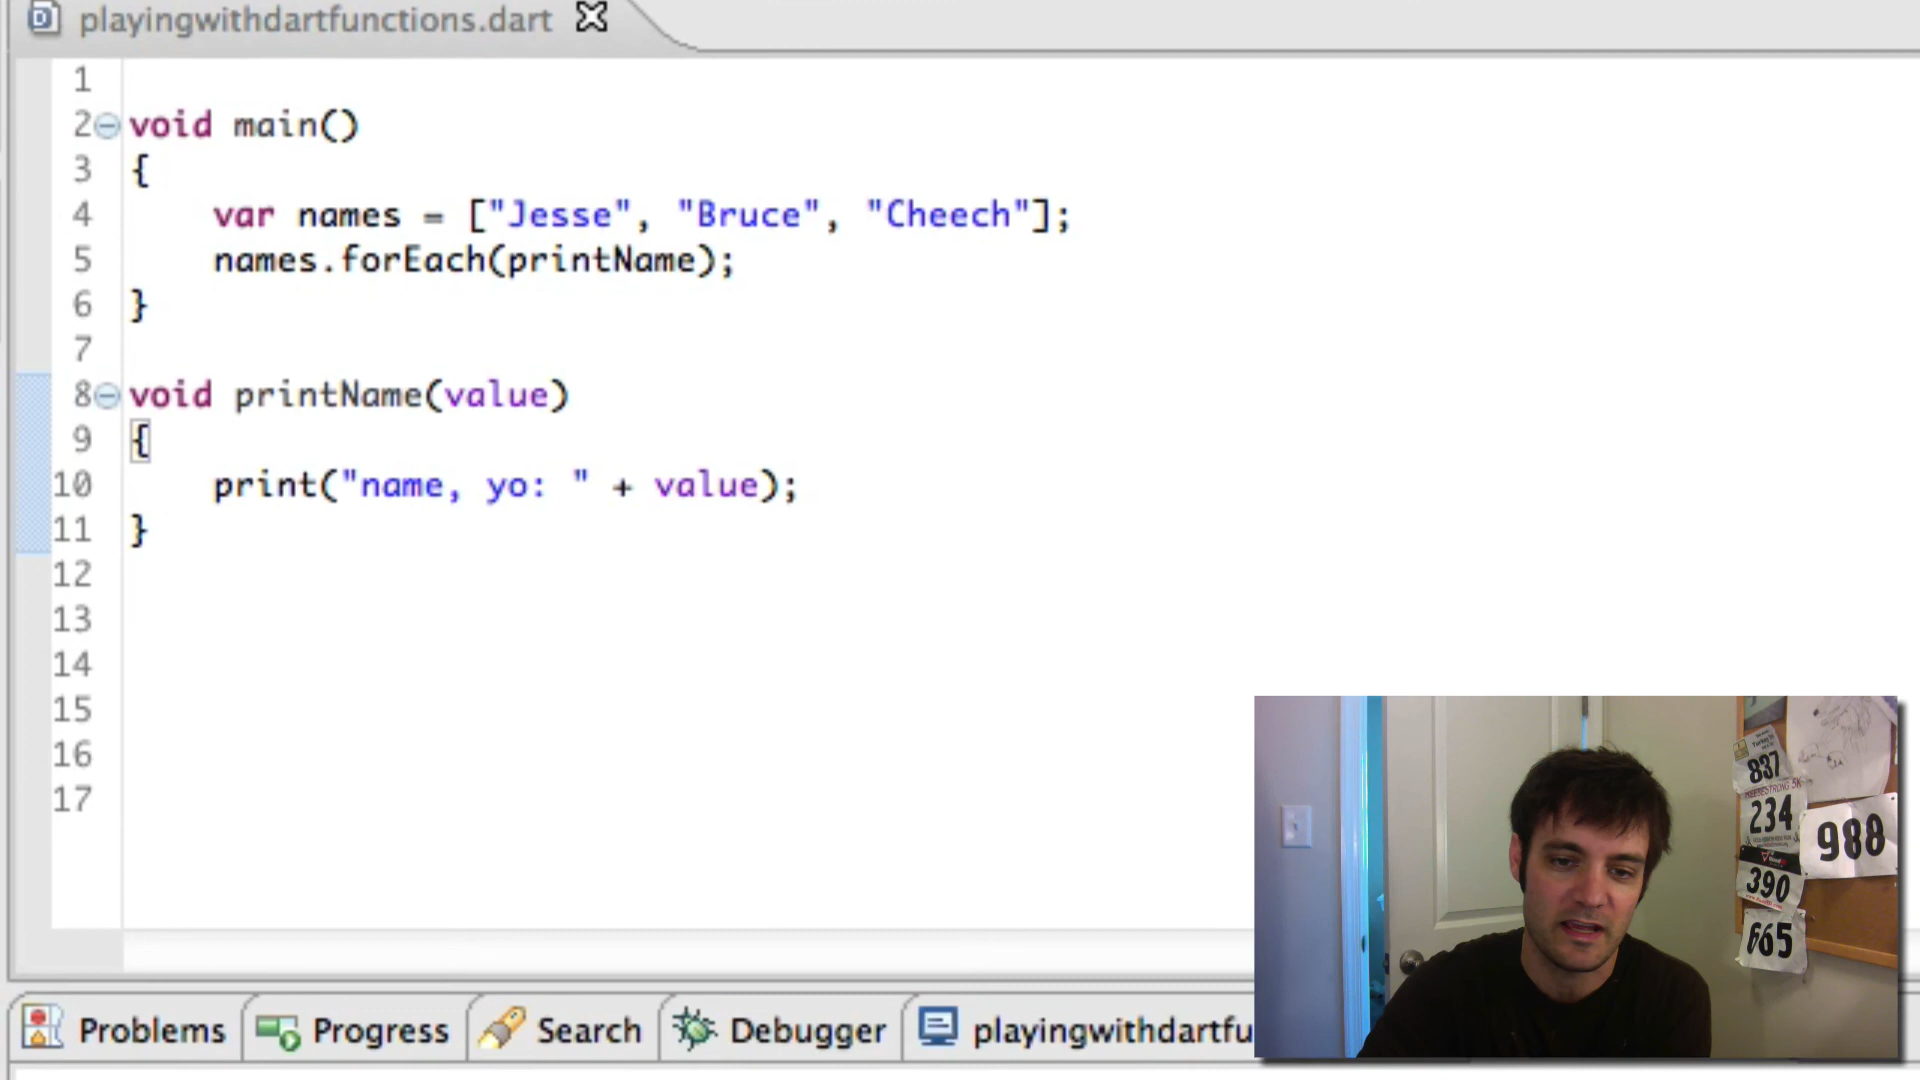 playingwithdartfunctions.dart
1
2 void main()
3 {
4 var names = ["Jesse", "Bruce", "Cheech"];
5 names.forEach(printName);
6 }
7
8 void printName(value)
9 {
10 print("name, yo: " + value);
11 }
12
13
14
15
16
17
837
234
988
390
665
Problems
Progress
Search
Debugger
playingwithdartfu